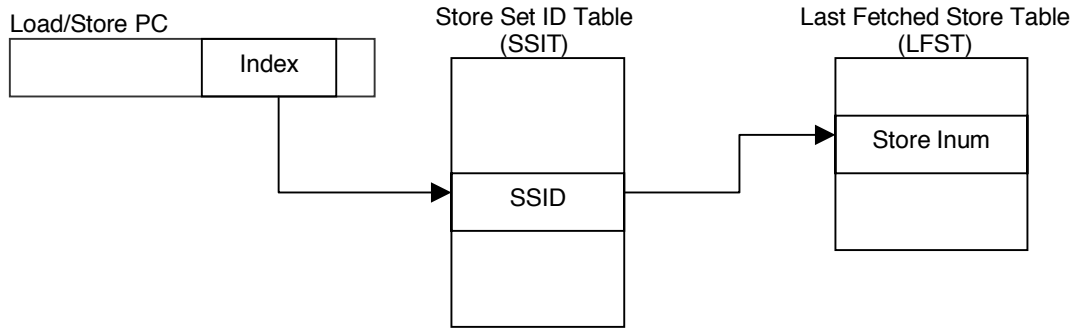 Load/Store PC
Index
Store Set ID Table
(SSIT)
SSID
Last Fetched Store Table
(LFST)
Store Inum